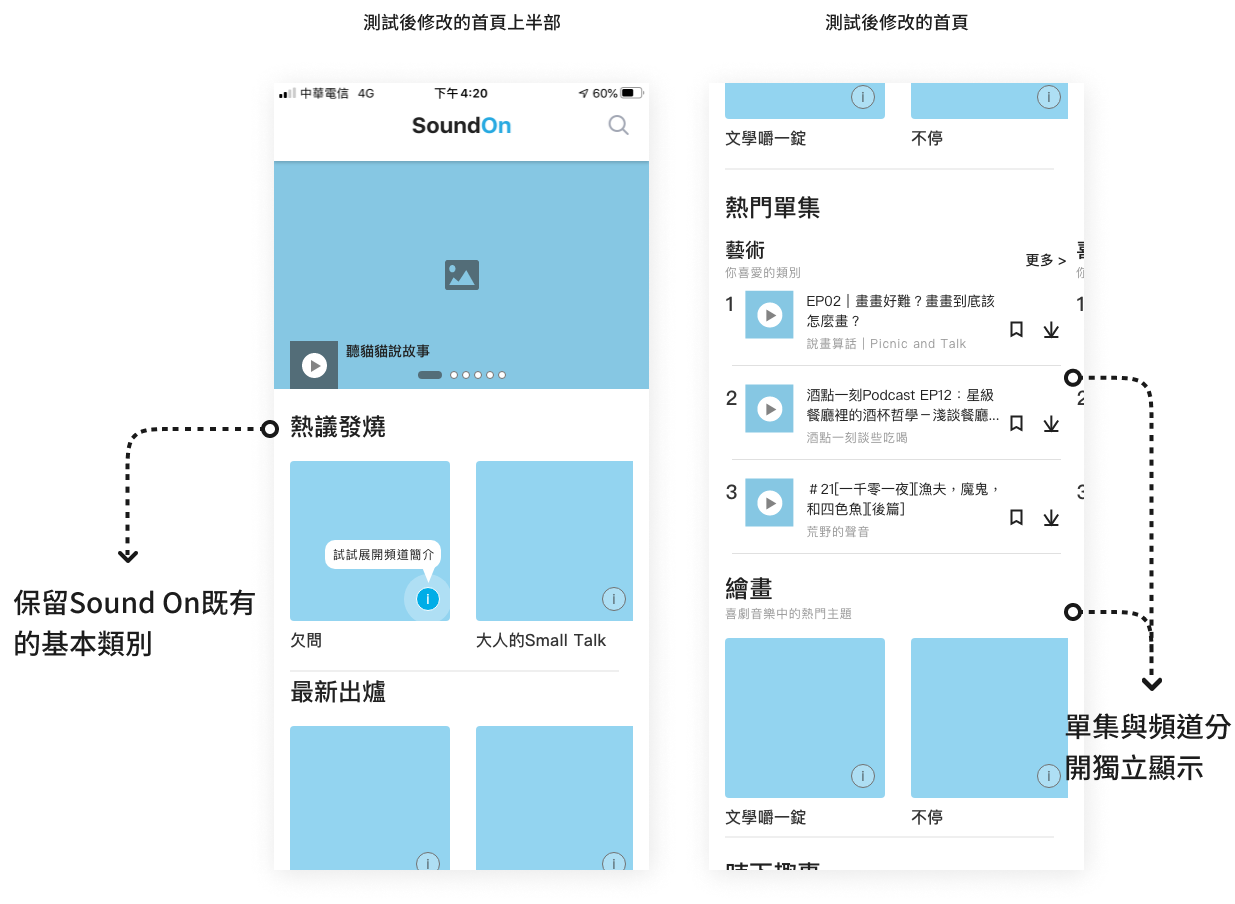 測試後修改的首頁上半部
測試後修改的首頁
中華電信 4G 下午4:20 60%
SoundOn
聽貓貓說故事
熱議發燒
試試展開頻道簡介
i
i
欠問
大人的Small Talk
最新出爐
i
i
保留Sound On既有
的基本類別
i
i
文學嚼一錠
不停
熱門單集
藝術
更多 >
你喜愛的類別
1
EP02｜畫畫好難？畫畫到底該
怎麼畫？
說畫算話｜Picnic and Talk
1
2
酒點一刻Podcast EP12：星級
餐廳裡的酒杯哲學－淺談餐廳...
酒點一刻談些吃喝
2
3
＃21[一千零一夜][漁夫，魔鬼，
和四色魚][後篇]
荒野的聲音
繪畫
喜劇音樂中的熱門主題
i
i
文學嚼一錠
不停
單集與頻道分
開獨立顯示